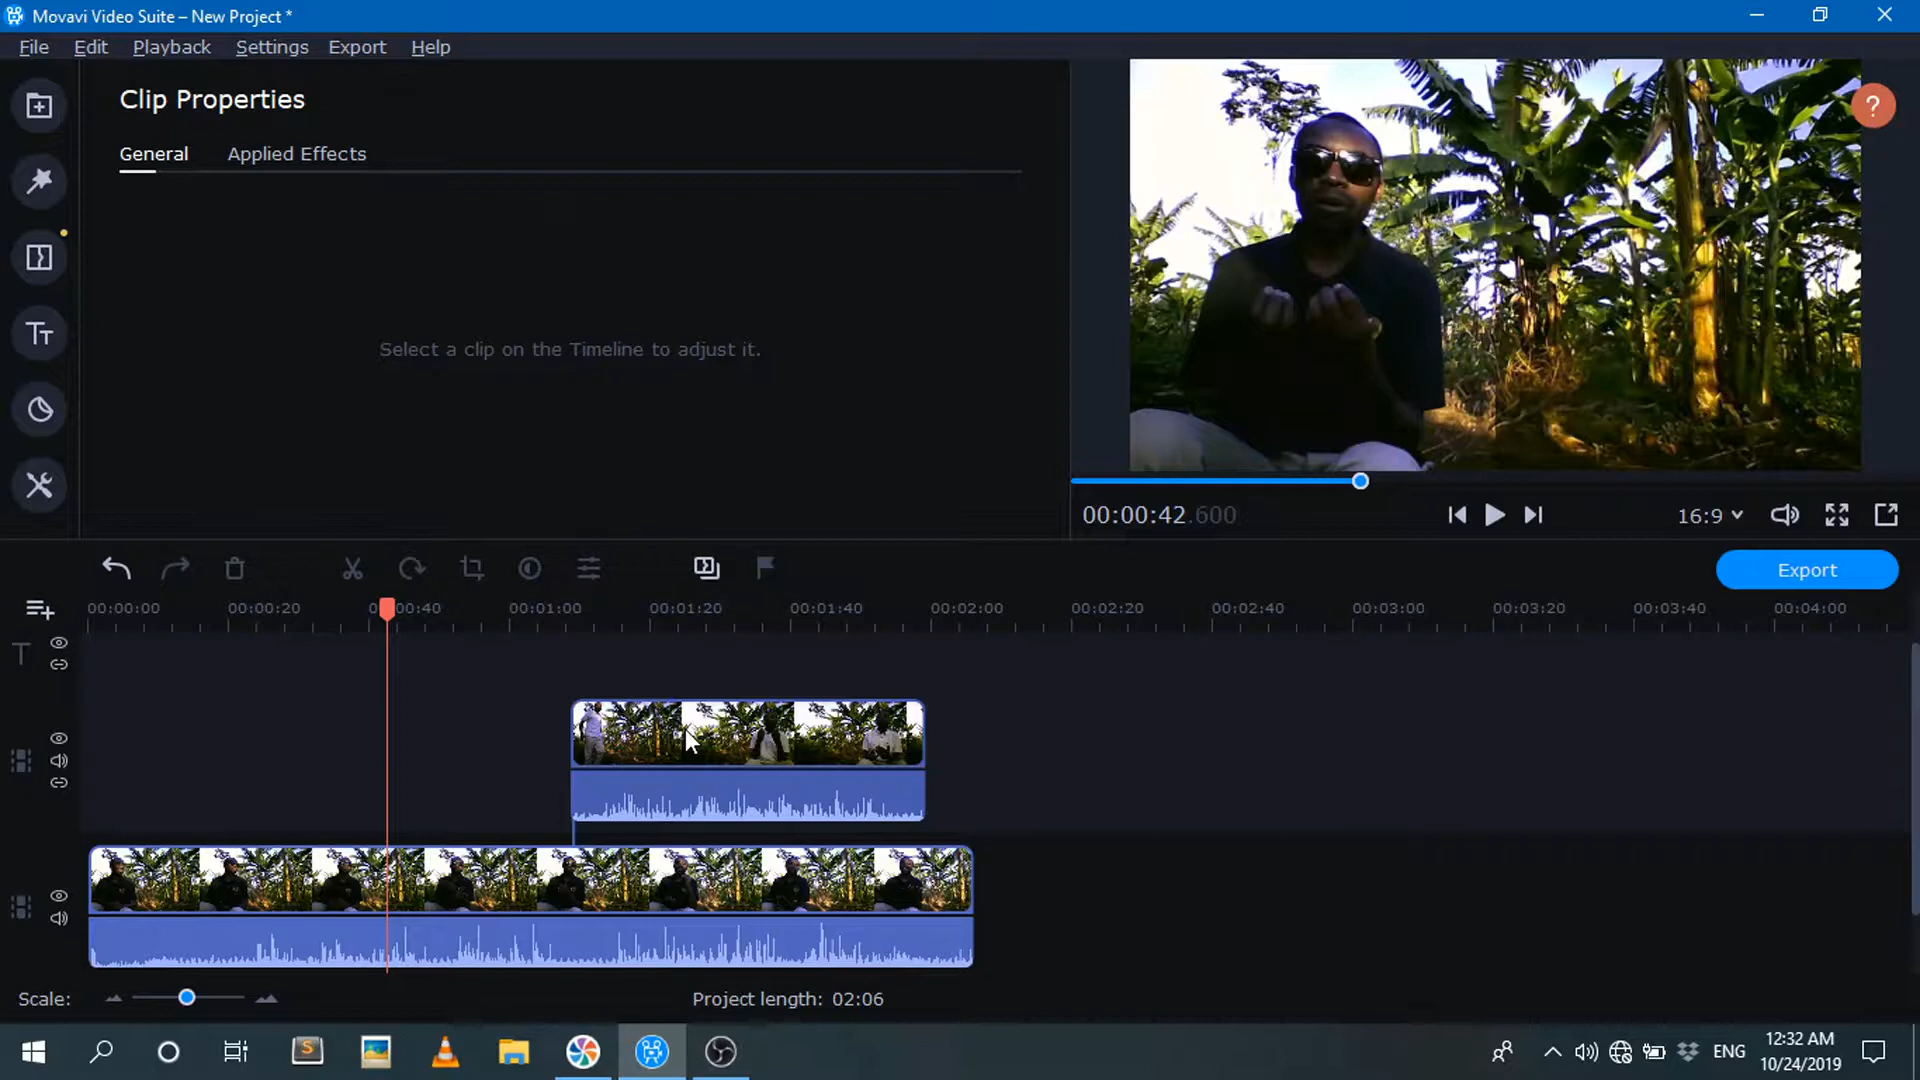 Movavi Video Suite – New Project *
File Edit Playback Settings Export Help
Clip Properties
General Applied Effects
Select a clip on the Timeline to adjust it.
?
00:00:42.600
16:9
Export
00:00:00 00:00:20 00:00:40 00:01:00 00:01:20 00:01:40 00:02:00 00:02:20 00:02:40 00:03:00 00:03:20 00:03:40 00:04:00
Scale:
Project length: 02:06
ENG
12:32 AM
10/24/2019